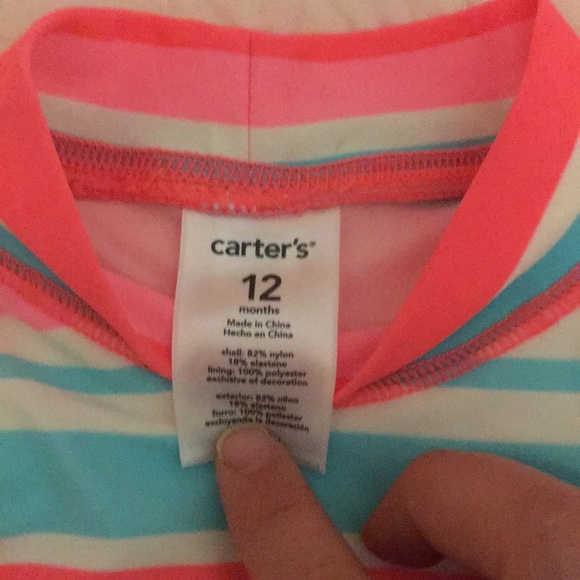 carter's®
12
months
Made in China
Hecho en China
shell: 82% nylon
18% elastane
lining: 100% polyester
exclusive of decoration
exterior: 82% nilon
18% elastano
forro: 100% poliester
excluyendo la decoración